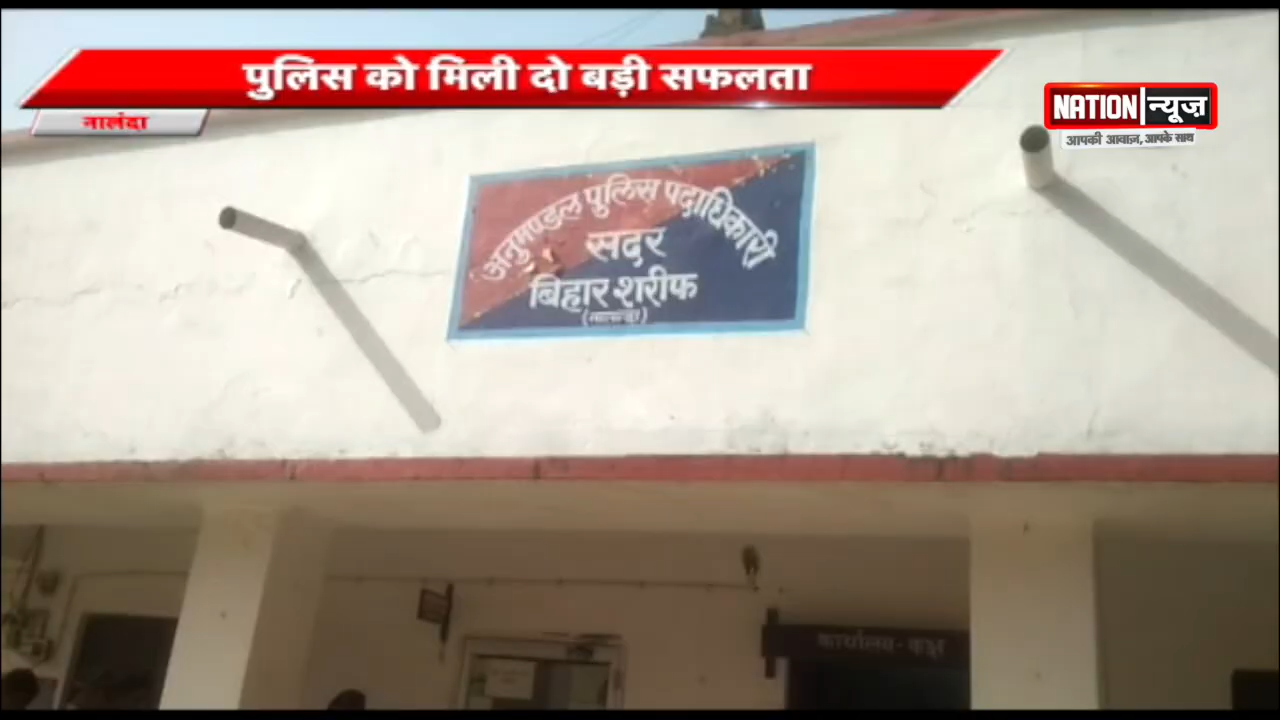 पुलिस को मिली दो बड़ी सफलता
नालंदा
NATION न्यूज़
आपकी आवाज़, आपके साथ
अनुमण्डल पुलिस पदाधिकारी
सदर
बिहार शरीफ
(नालन्दा)
कार्यालय-कक्ष